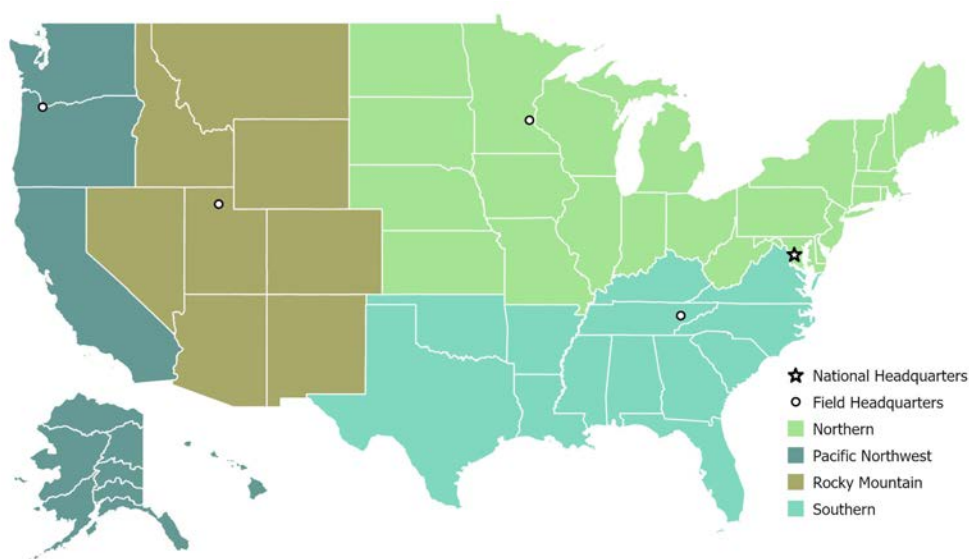 National Headquarters
Field Headquarters
Northern
Pacific Northwest
Rocky Mountain
Southern